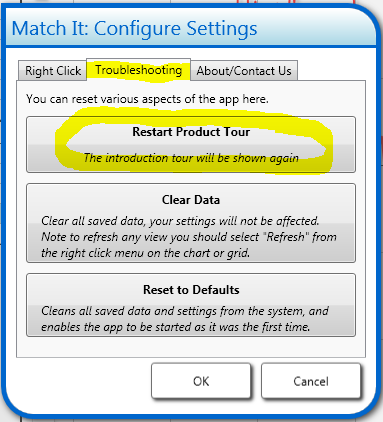 Match It: Configure Settings
Right Click Troubleshooting About/Contact Us
You can reset various aspects of the app here.
Restart Product Tour
The introduction tour will be shown again
Clear Data
Clear all saved data, your settings will not be affected.
Note to refresh any view you should select "Refresh" from
the right click menu on the chart or grid.
Reset to Defaults
Cleans all saved data and settings from the system, and
enables the app to be started as it was the first time.
OK Cancel